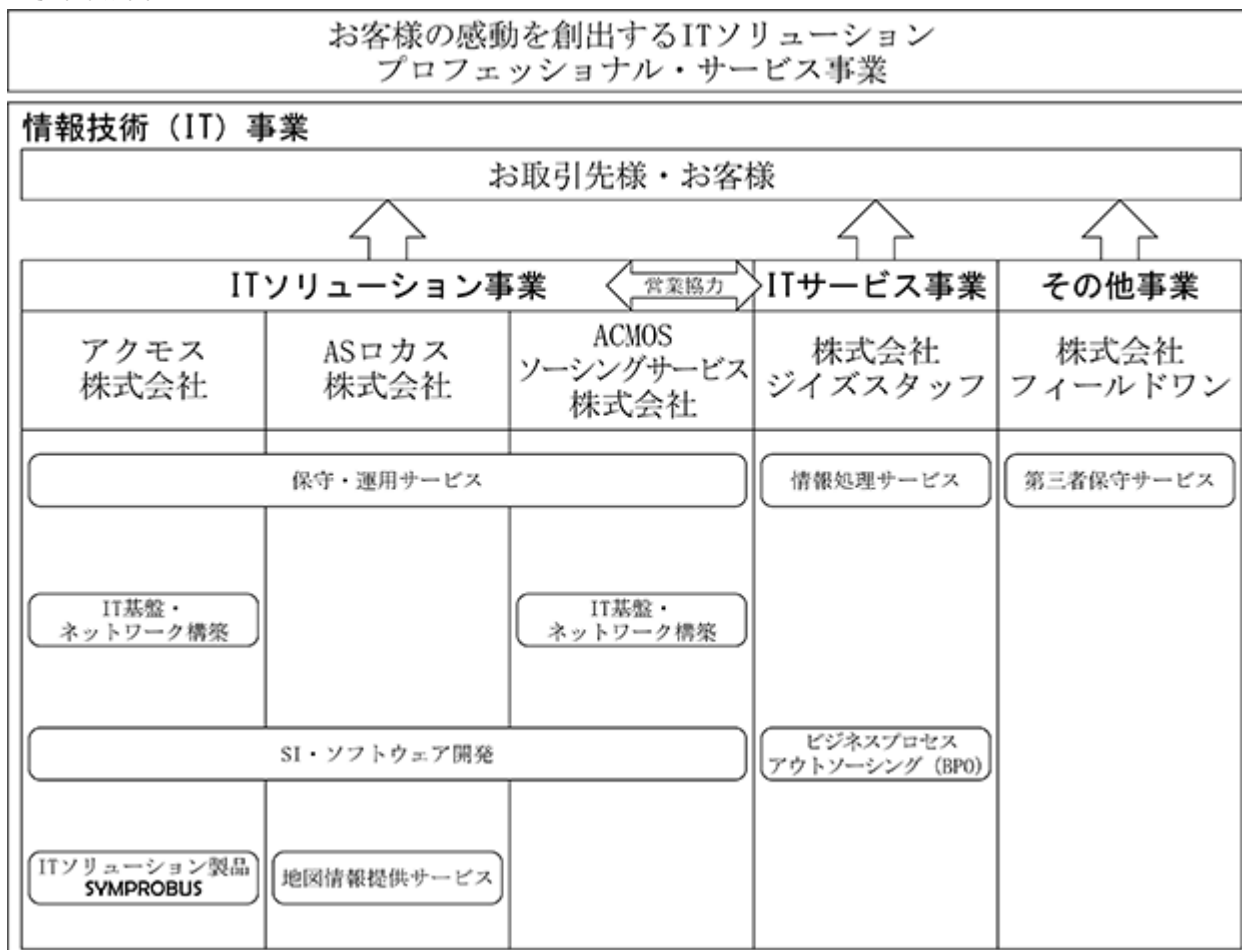 お客様の感動を創出するITソリューション
プロフェッショナル・サービス事業
情報技術（IT）事業
お取引先様・お客様
ITソリューション事業
営業協力
ITサービス事業
その他事業
アクモス
株式会社
ASロカス
株式会社
ACMOS
ソーシングサービス
株式会社
株式会社
ジイズスタッフ
株式会社
フィールドワン
保守・運用サービス
情報処理サービス
第三者保守サービス
IT基盤・
ネットワーク構築
IT基盤・
ネットワーク構築
SI・ソフトウェア開発
ビジネスプロセス
アウトソーシング（BPO）
ITソリューション製品
SYMPROBUS
地図情報提供サービス